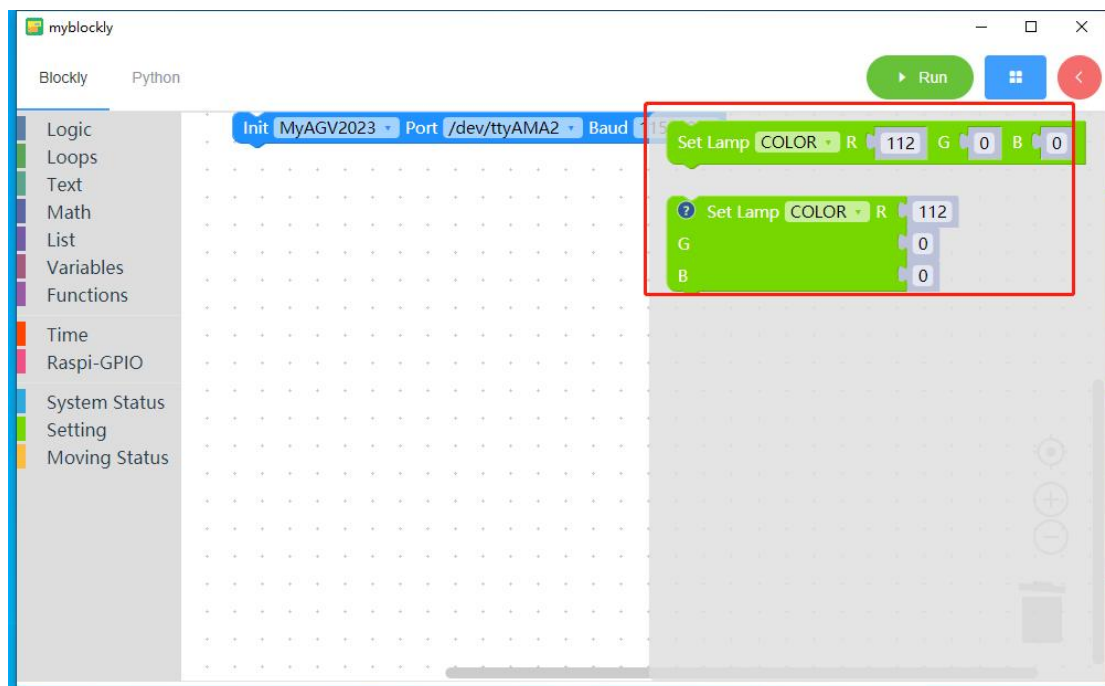 myblockly
Blockly Python
Run
Init MyAGV2023 Port /dev/ttyAMA2 Baud
Set Lamp COLOR R 112 G 0 B 0
? Set Lamp COLOR R 112
G 0
B 0
Logic
Loops
Text
Math
List
Variables
Functions
Time
Raspi-GPIO
System Status
Setting
Moving Status